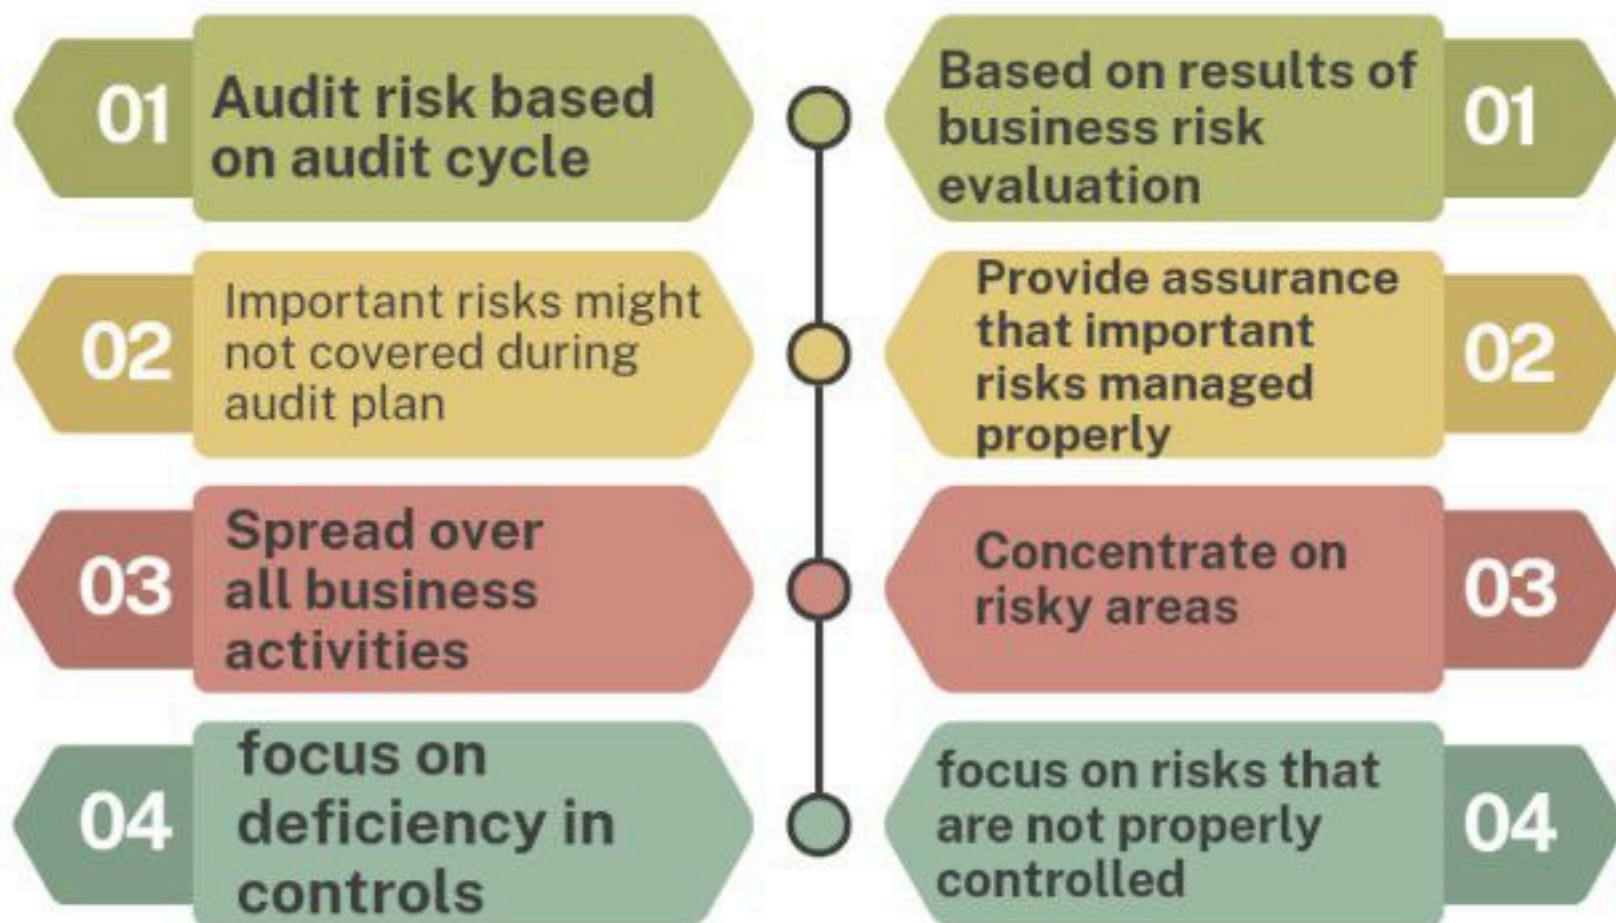 01
Audit risk based
on audit cycle
Based on results of
business risk
evaluation
01
02
Important risks might
not covered during
audit plan
Provide assurance
that important
risks managed
properly
02
03
Spread over
all business
activities
Concentrate on
risky areas
03
04
focus on
deficiency in
controls
focus on risks that
are not properly
controlled
04